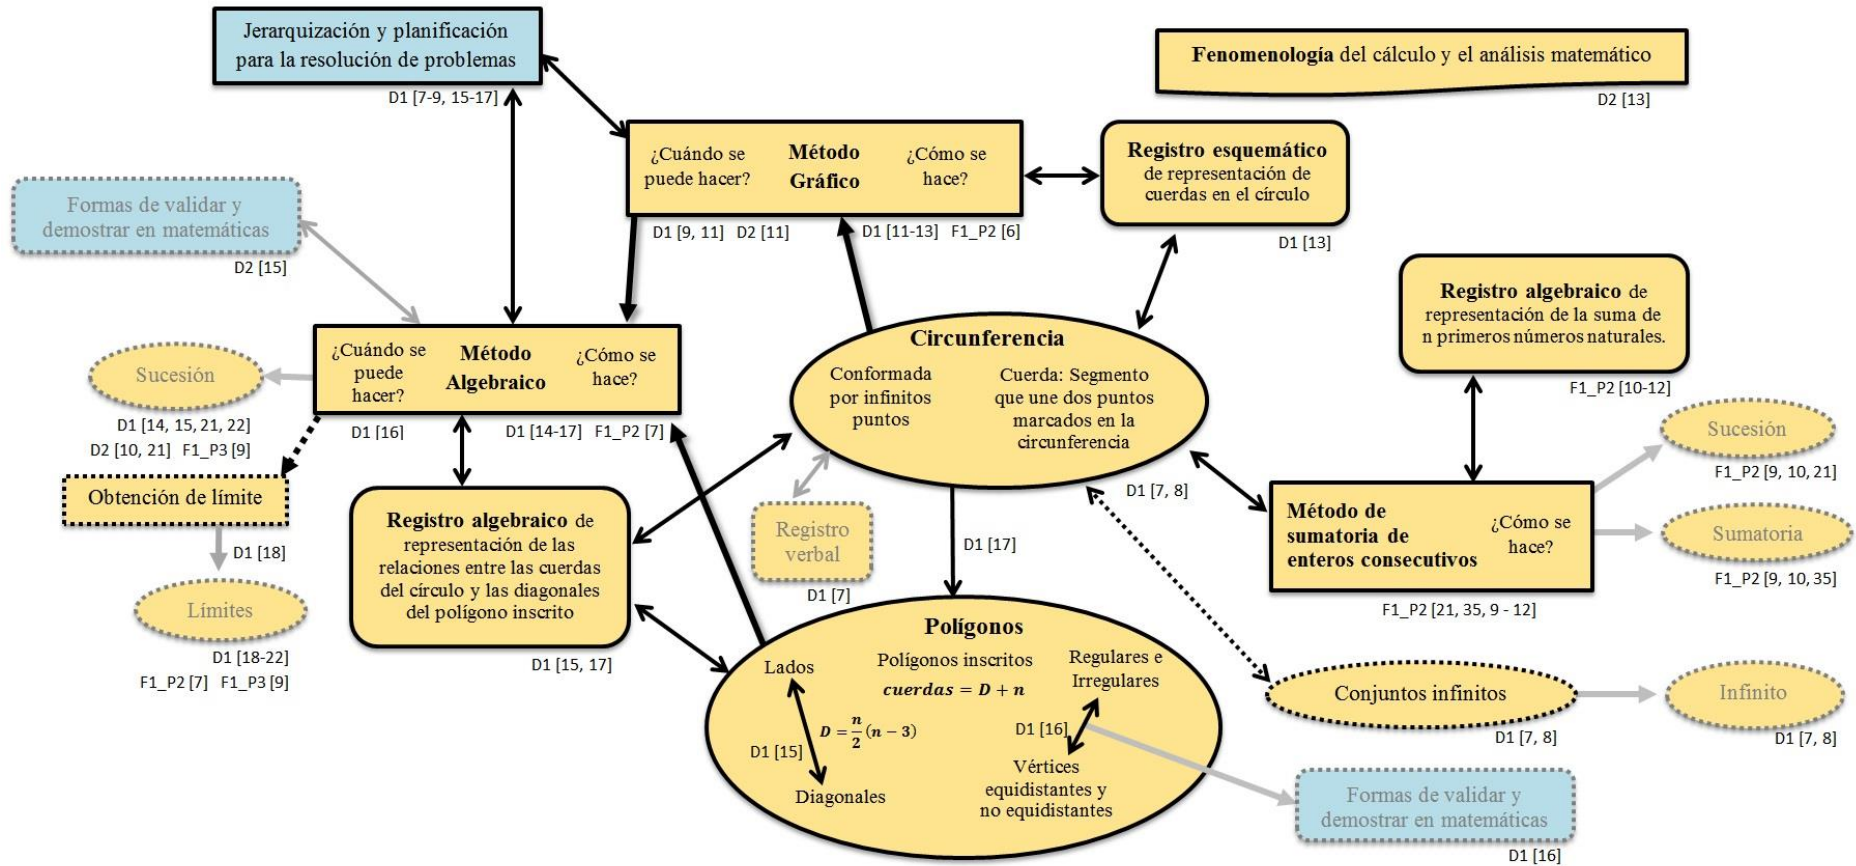 Jerarquización y planificación
para la resolución de problemas
D1 [7-9, 15-17]
Fenomenología del cálculo y el análisis matemático
D2 [13]
¿Cuándo se
puede hacer?
Método
Gráfico
¿Cómo se
hace?
D1 [9, 11] D2 [11]
D1 [11-13] F1_P2 [6]
Registro esquemático
de representación de
cuerdas en el círculo
D1 [13]
Formas de validar y
demostrar en matemáticas
D2 [15]
Registro algebraico de
representación de la suma de
n primeros números naturales.
F1_P2 [10-12]
¿Cuándo se
puede
hacer?
Método
Algebraico
¿Cómo se
hace?
D1 [16]
D1 [14-17] F1_P2 [7]
Sucesión
D1 [14, 15, 21, 22]
D2 [10, 21] F1_P3 [9]
Circunferencia
Conformada
por infinitos
puntos
Cuerda: Segmento
que une dos puntos
marcados en la
circunferencia
D1 [7, 8]
Sucesión
F1_P2 [9, 10, 21]
Obtención de límite
D1 [18]
Registro algebraico de
representación de las
relaciones entre las cuerdas
del círculo y las diagonales
del polígono inscrito
D1 [15, 17]
Registro
verbal
D1 [7]
D1 [17]
Método de
sumatoria de
enteros consecutivos
¿Cómo se
hace?
F1_P2 [21, 35, 9 - 12]
Sumatoria
F1_P2 [9, 10, 35]
Límites
D1 [18-22]
F1_P2 [7] F1_P3 [9]
Polígonos
Lados
Polígonos inscritos
cuerdas = D + n
Regulares e
Irregulares
D = n/2 (n − 3)
D1 [15]
D1 [16]
Diagonales
Vértices
equidistantes y
no equidistantes
Conjuntos infinitos
D1 [7, 8]
Infinito
D1 [7, 8]
Formas de validar y
demostrar en matemáticas
D1 [16]